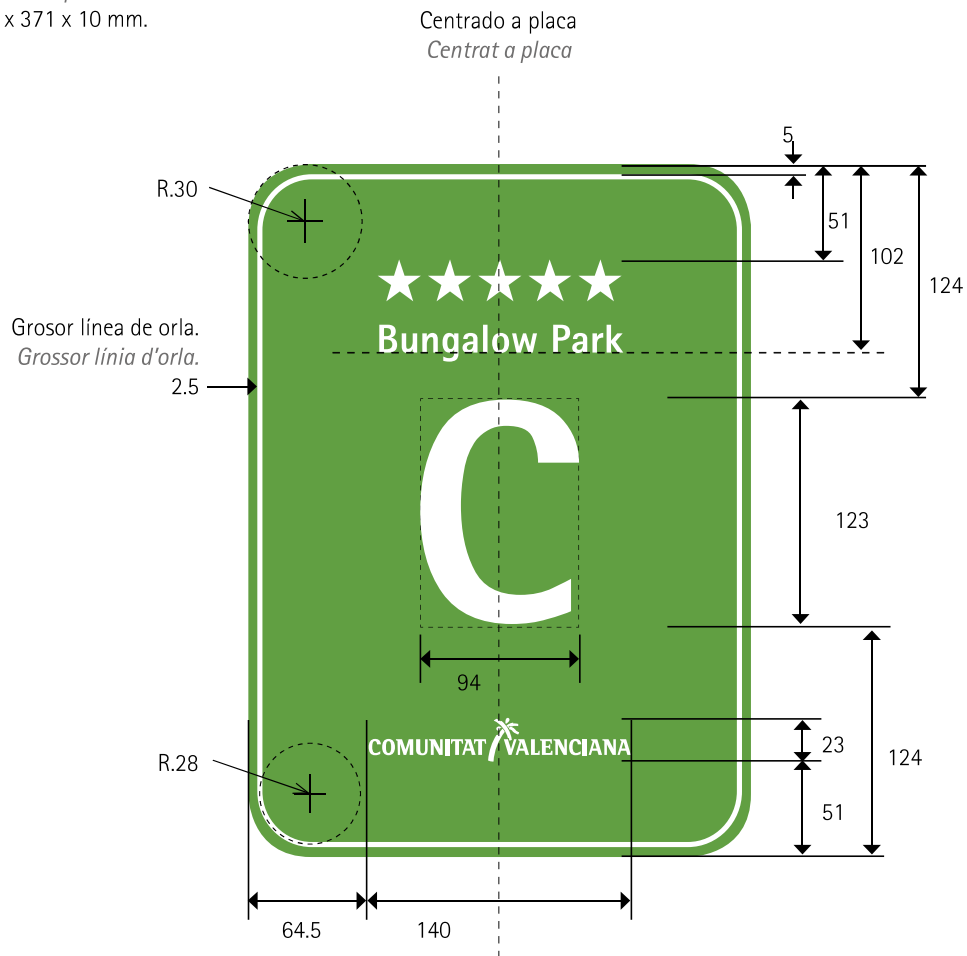 x 371 x 10 mm.
Centrado a placa
Centrat a placa
5
R.30
51
102
124
Grosor línea de orla.
Grossor línia d'orla.
2.5
Bungalow Park
C
123
94
COMUNITAT VALENCIANA
R.28
23
124
51
64.5
140